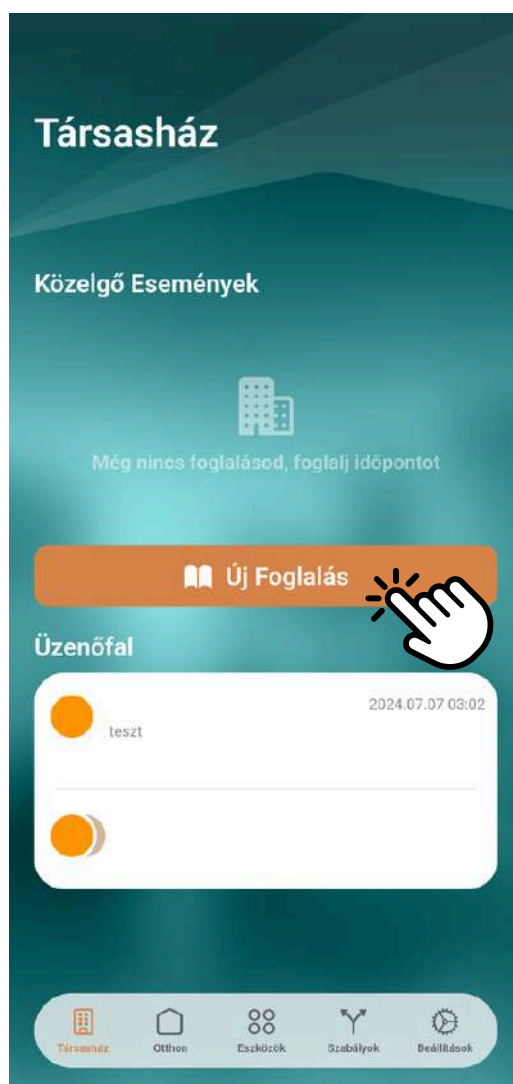 Társasház
Közelgő Események
Még nincs foglalásod, foglalj időpontot
Új Foglalás
Üzenőfal
2024.07.07 03:02
teszt
Társasház
Otthon
Eszközök
Szabályok
Beállítások